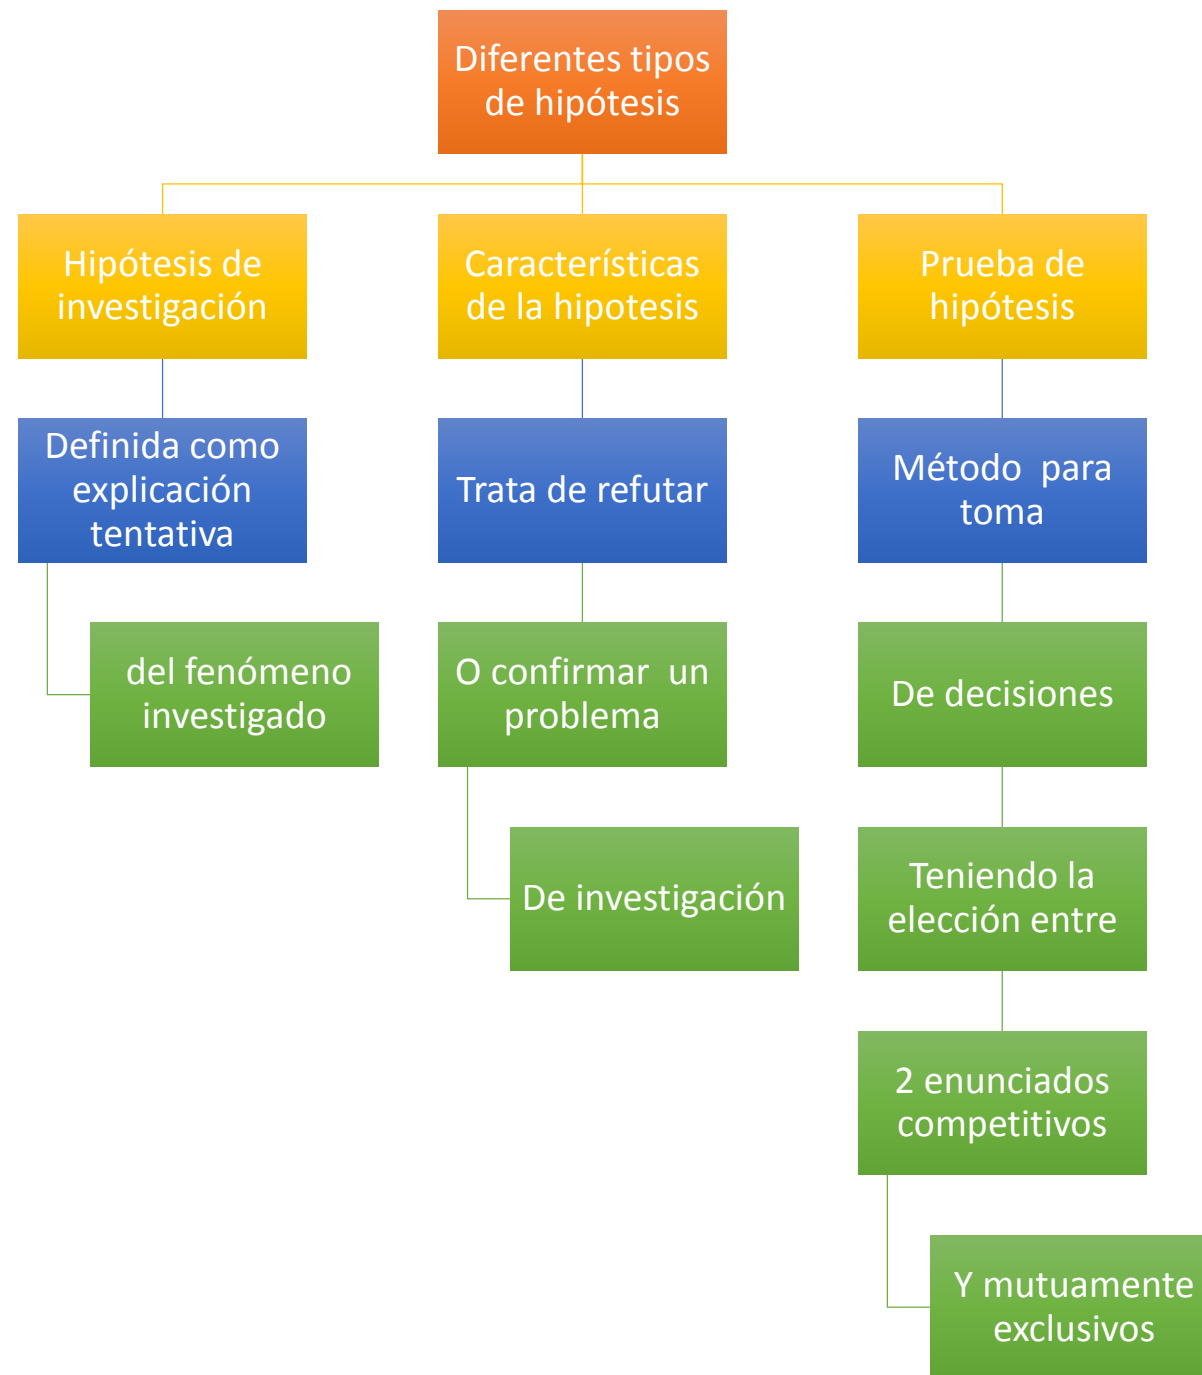 Diferentes tipos
de hipótesis
Hipótesis de
investigación
Características
de la hipotesis
Prueba de
hipótesis
Definida como
explicación
tentativa
Trata de refutar
Método  para
toma
del fenómeno
investigado
O confirmar  un
problema
De decisiones
De investigación
Teniendo la
elección entre
2 enunciados
competitivos
Y mutuamente
exclusivos